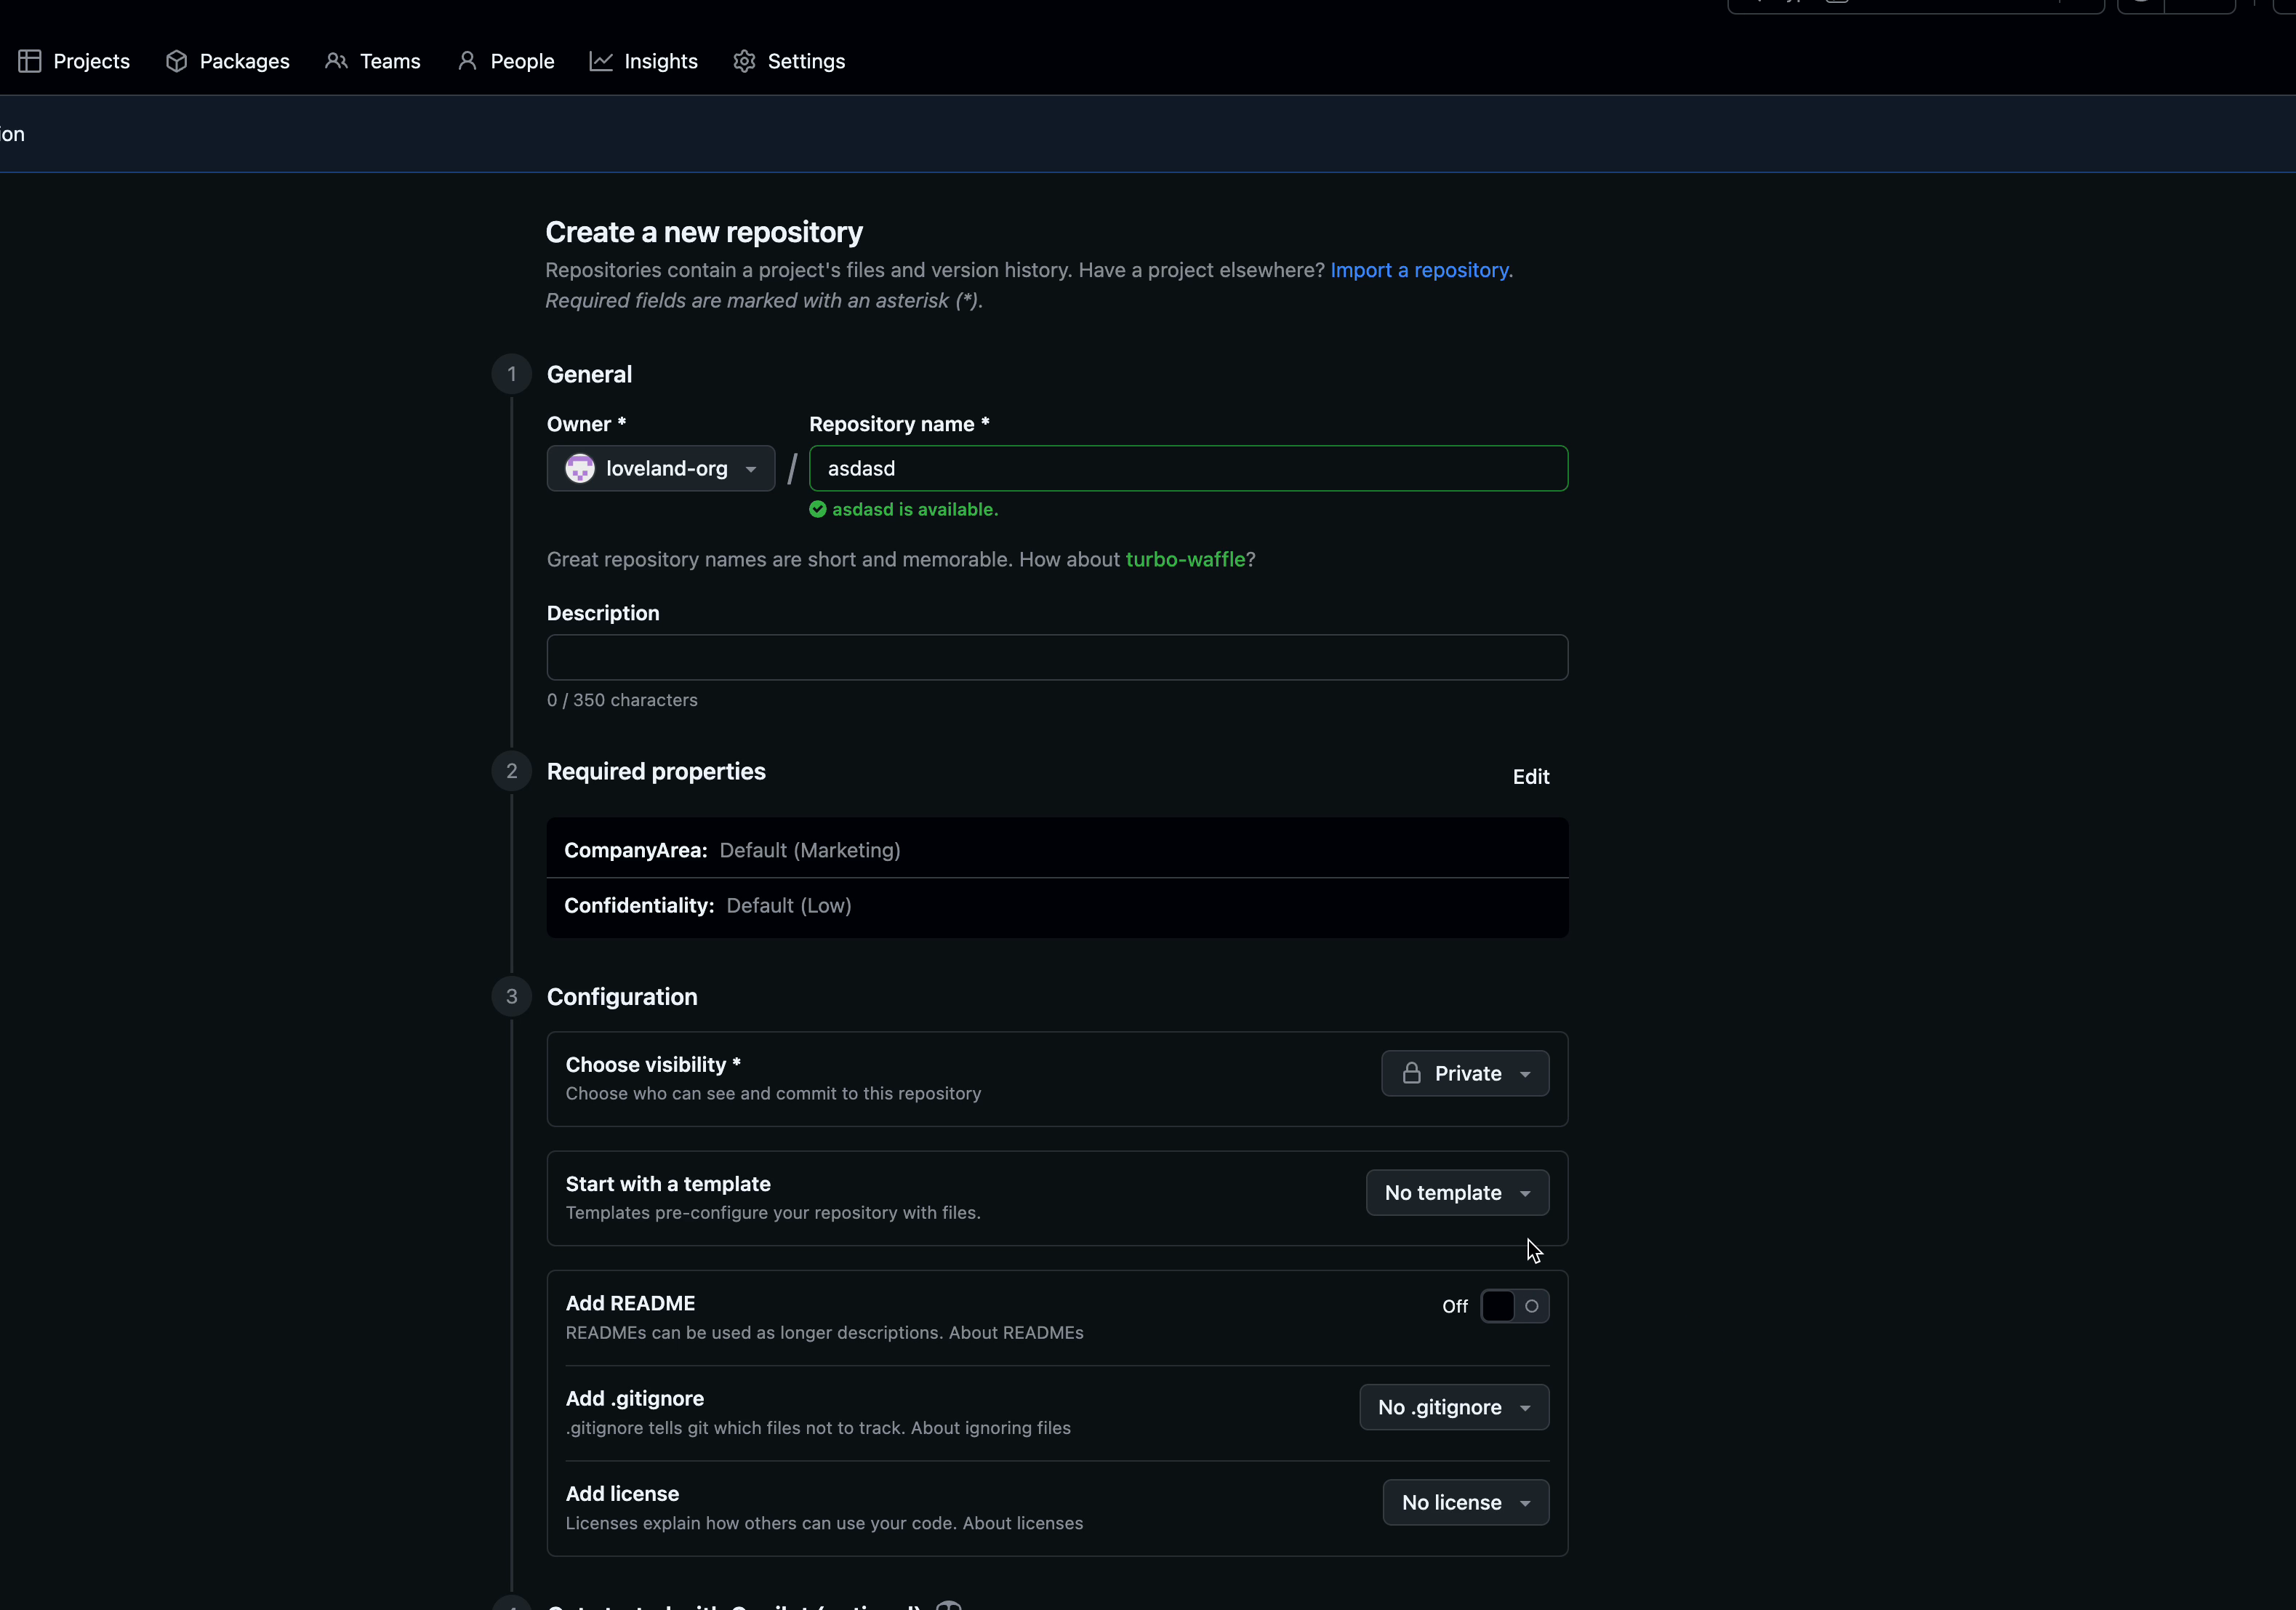 Projects Packages Teams People Insights Settings
ion
Create a new repository
Repositories contain a project's files and version history. Have a project elsewhere? Import a repository.
Required fields are marked with an asterisk (*).
1 General
Owner * Repository name *
loveland-org / asdasd
asdasd is available.
Great repository names are short and memorable. How about turbo-waffle?
Description
0 / 350 characters
2 Required properties Edit
CompanyArea: Default (Marketing)
Confidentiality: Default (Low)
3 Configuration
Choose visibility * Private
Choose who can see and commit to this repository
Start with a template No template
Templates pre-configure your repository with files.
Add README Off
READMEs can be used as longer descriptions. About READMEs
Add .gitignore No .gitignore
.gitignore tells git which files not to track. About ignoring files
Add license No license
Licenses explain how others can use your code. About licenses